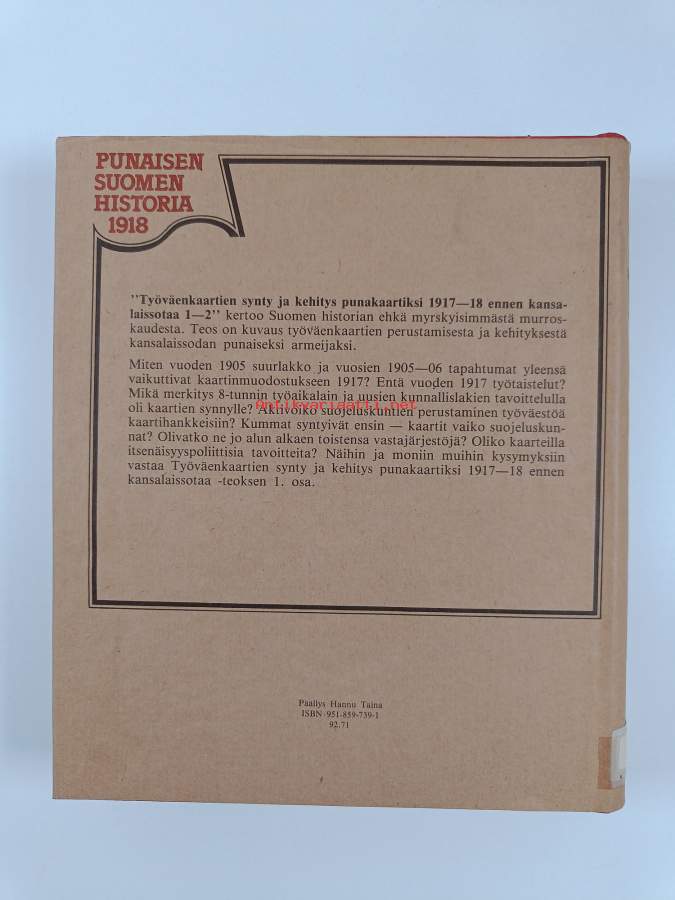 PUNAISEN
SUOMEN
HISTORIA
1918
"Työväenkaartien synty ja kehitys punakaartiksi 1917—18 ennen kansa-
laissotaa 1—2" kertoo Suomen historian ehkä myrskyisimmästä murros-
kaudesta. Teos on kuvaus työväenkaartien perustamisesta ja kehityksestä
kansalaissodan punaiseksi armeijaksi.
Miten vuoden 1905 suurlakko ja vuosien 1905—06 tapahtumat yleensä
vaikuttivat kaartinmuodostukseen 1917? Entä vuoden 1917 työtaistelut?
Mikä merkitys 8-tunnin työaikalain ja uusien kunnallislakien tavoittelulla
Antikvariaatti.net
oli kaartien synnylle? Aktivoiko suojeluskuntien perustaminen työväestöä
kaartihankkeisiin? Kummat syntyivät ensin — kaartit vaiko suojeluskun-
nat? Olivatko ne jo alun alkaen toistensa vastajärjestöjä? Oliko kaarteilla
itsenäisyyspoliittisia tavoitteita? Näihin ja moniin muihin kysymyksiin
vastaa Työväenkaartien synty ja kehitys punakaartiksi 1917—18 ennen
kansalaissotaa -teoksen 1. osa.
Päällys Hannu Taina
ISBN 951-859-739-1
92.71